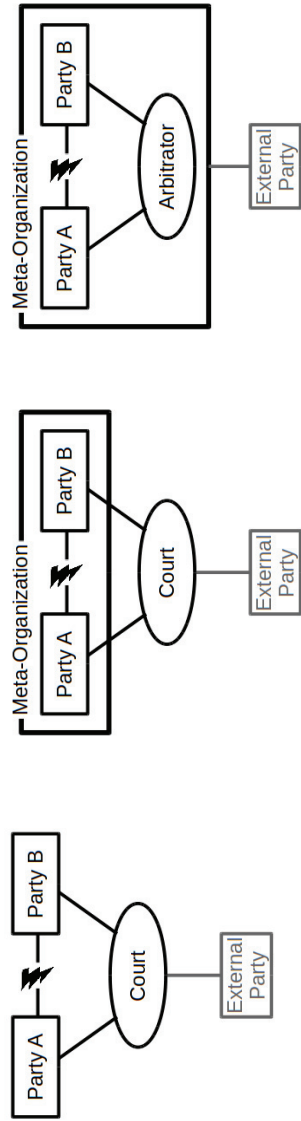 Party A
Party B
Court
External
Party
Meta-Organization
Party A
Party B
Court
External
Party
Meta-Organization
Party A
Party B
Arbitrator
External
Party